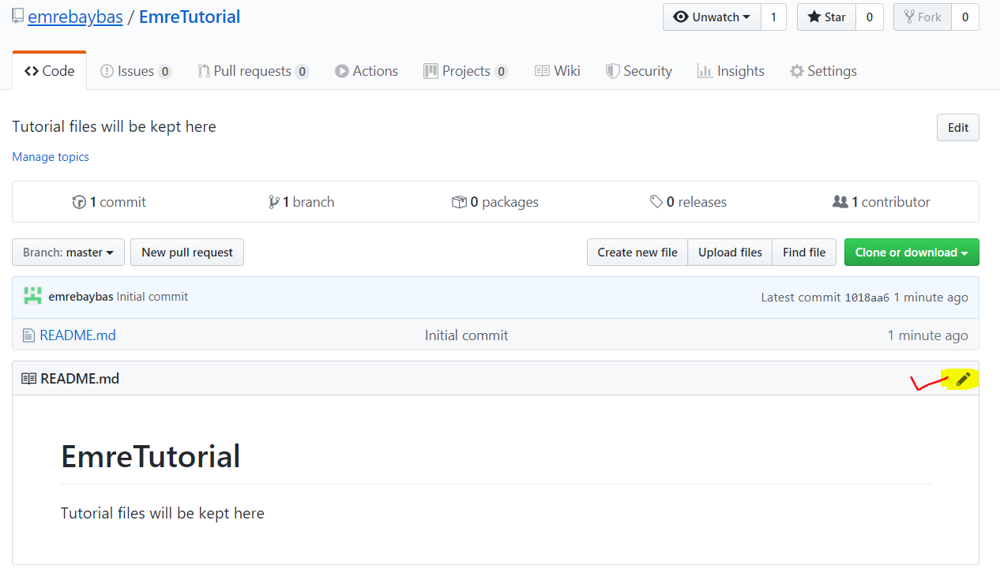 emrebaybas / EmreTutorial
Unwatch 1 Star 0 Fork 0
Code Issues 0 Pull requests 0 Actions Projects 0 Wiki Security Insights Settings
Tutorial files will be kept here
Edit
Manage topics
1 commit 1 branch 0 packages 0 releases 1 contributor
Branch: master New pull request Create new file Upload files Find file Clone or download
emrebaybas Initial commit Latest commit 1018aa6 1 minute ago
README.md Initial commit 1 minute ago
README.md
EmreTutorial
Tutorial files will be kept here